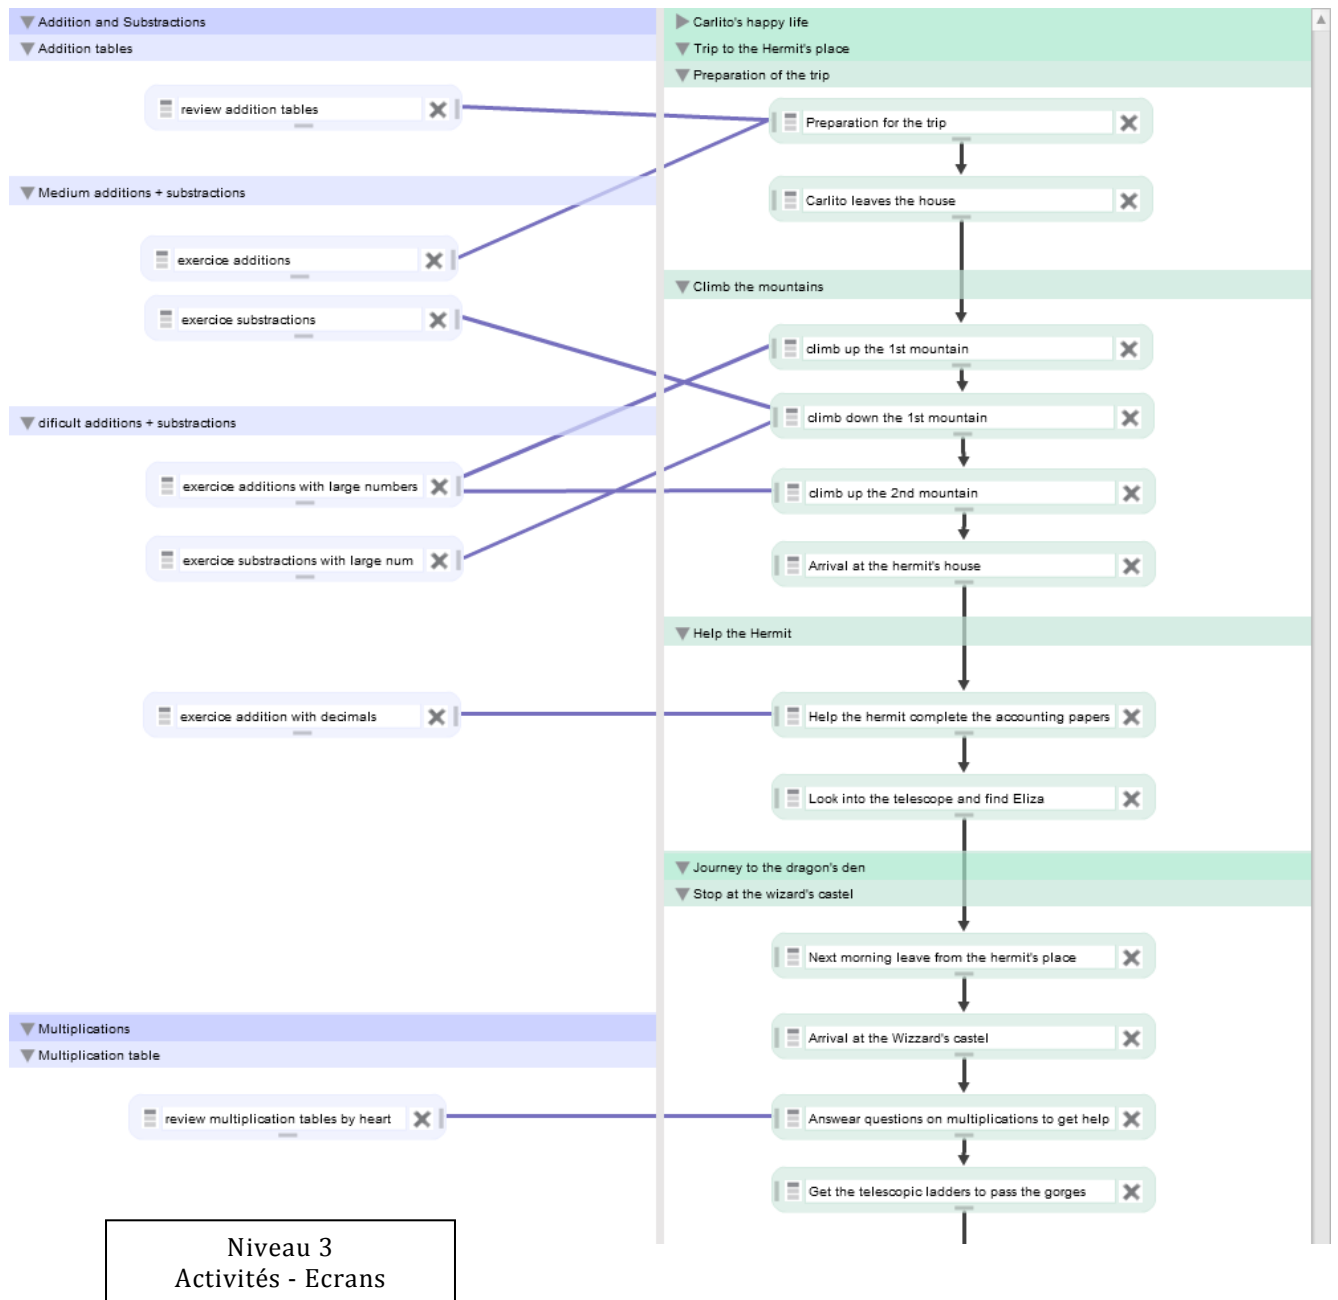 Addition and Substractions
Addition tables
review addition tables
Medium additions + substractions
exercice additions
exercice substractions
dificult additions + substractions
exercice additions with large numbers
exercice substractions with large num
exercice addition with decimals
Multiplications
Multiplication table
review multiplication tables by heart
Carlito's happy life
Trip to the Hermit's place
Preparation of the trip
Preparation for the trip
Carlito leaves the house
Climb the mountains
climb up the 1st mountain
climb down the 1st mountain
climb up the 2nd mountain
Arrival at the hermit's house
Help the Hermit
Help the hermit complete the accounting papers
Look into the telescope and find Eliza
Journey to the dragon's den
Stop at the wizard's castel
Next morning leave from the hermit's place
Arrival at the Wizzard's castel
Answear questions on multiplications to get help
Get the telescopic ladders to pass the gorges
Niveau 3
Activités - Ecrans